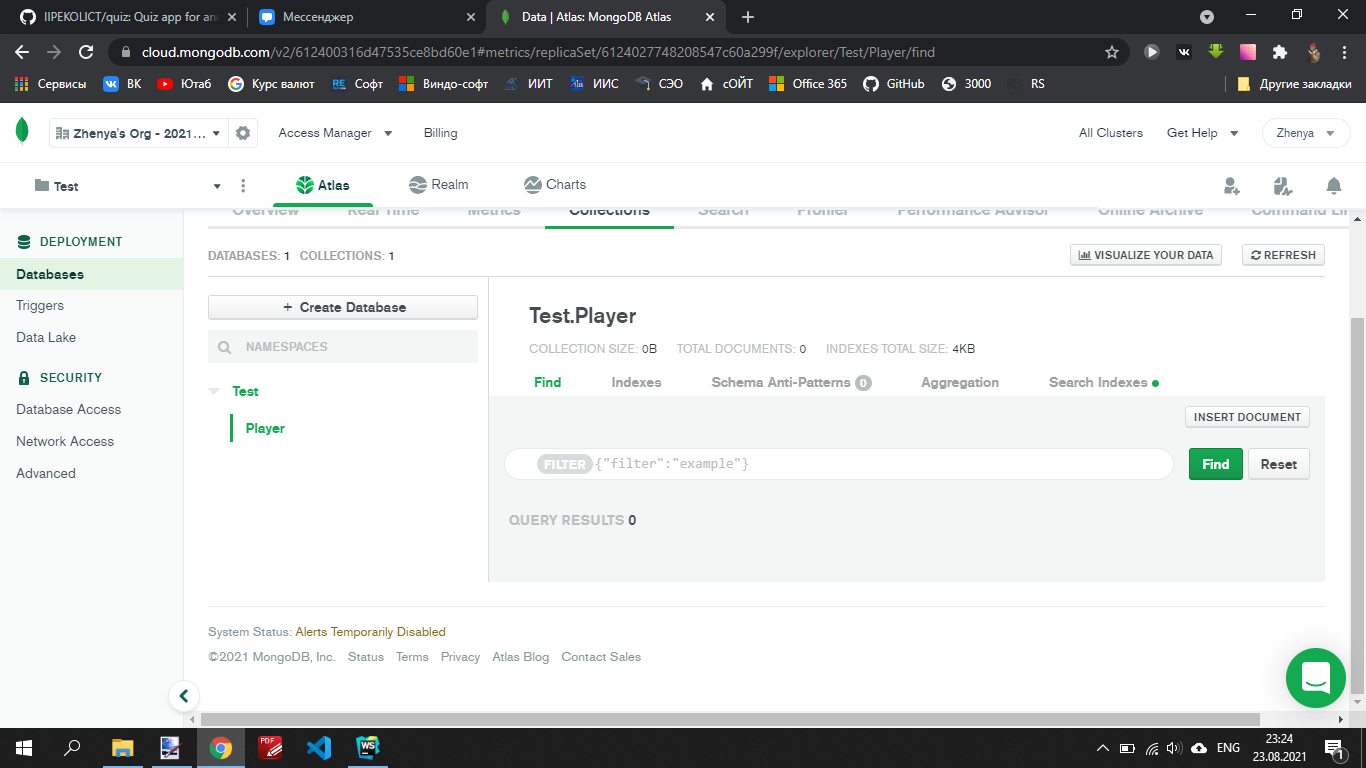 IIPEKOLICT/quiz: Quiz app for an
Мессенджер
Data | Atlas: MongoDB Atlas
cloud.mongodb.com/v2/612400316d47535ce8bd60e1#metrics/replicaSet/6124027748208547c60a299f/explorer/Test/Player/find
Сервисы ВК Ютаб Курс валют Софт Виндо-софт ИИТ ИИС СЭО сОЙТ Office 365 GitHub 3000 RS Другие закладки
Zhenya's Org - 2021... Access Manager Billing All Clusters Get Help Zhenya
Test Atlas Realm Charts
Overview Real Time Metrics Collections Search Profiler Performance Advisor Online Archive Command Lin
DEPLOYMENT
Databases
Triggers
Data Lake
SECURITY
Database Access
Network Access
Advanced
DATABASES: 1 COLLECTIONS: 1
VISUALIZE YOUR DATA
REFRESH
+ Create Database
NAMESPACES
Test
Player
Test.Player
COLLECTION SIZE: 0B TOTAL DOCUMENTS: 0 INDEXES TOTAL SIZE: 4KB
Find Indexes Schema Anti-Patterns 0 Aggregation Search Indexes
INSERT DOCUMENT
FILTER {"filter":"example"}
Find Reset
QUERY RESULTS 0
System Status: Alerts Temporarily Disabled
©2021 MongoDB, Inc. Status Terms Privacy Atlas Blog Contact Sales
PDF
WS
ENG
23:24
23.08.2021
1